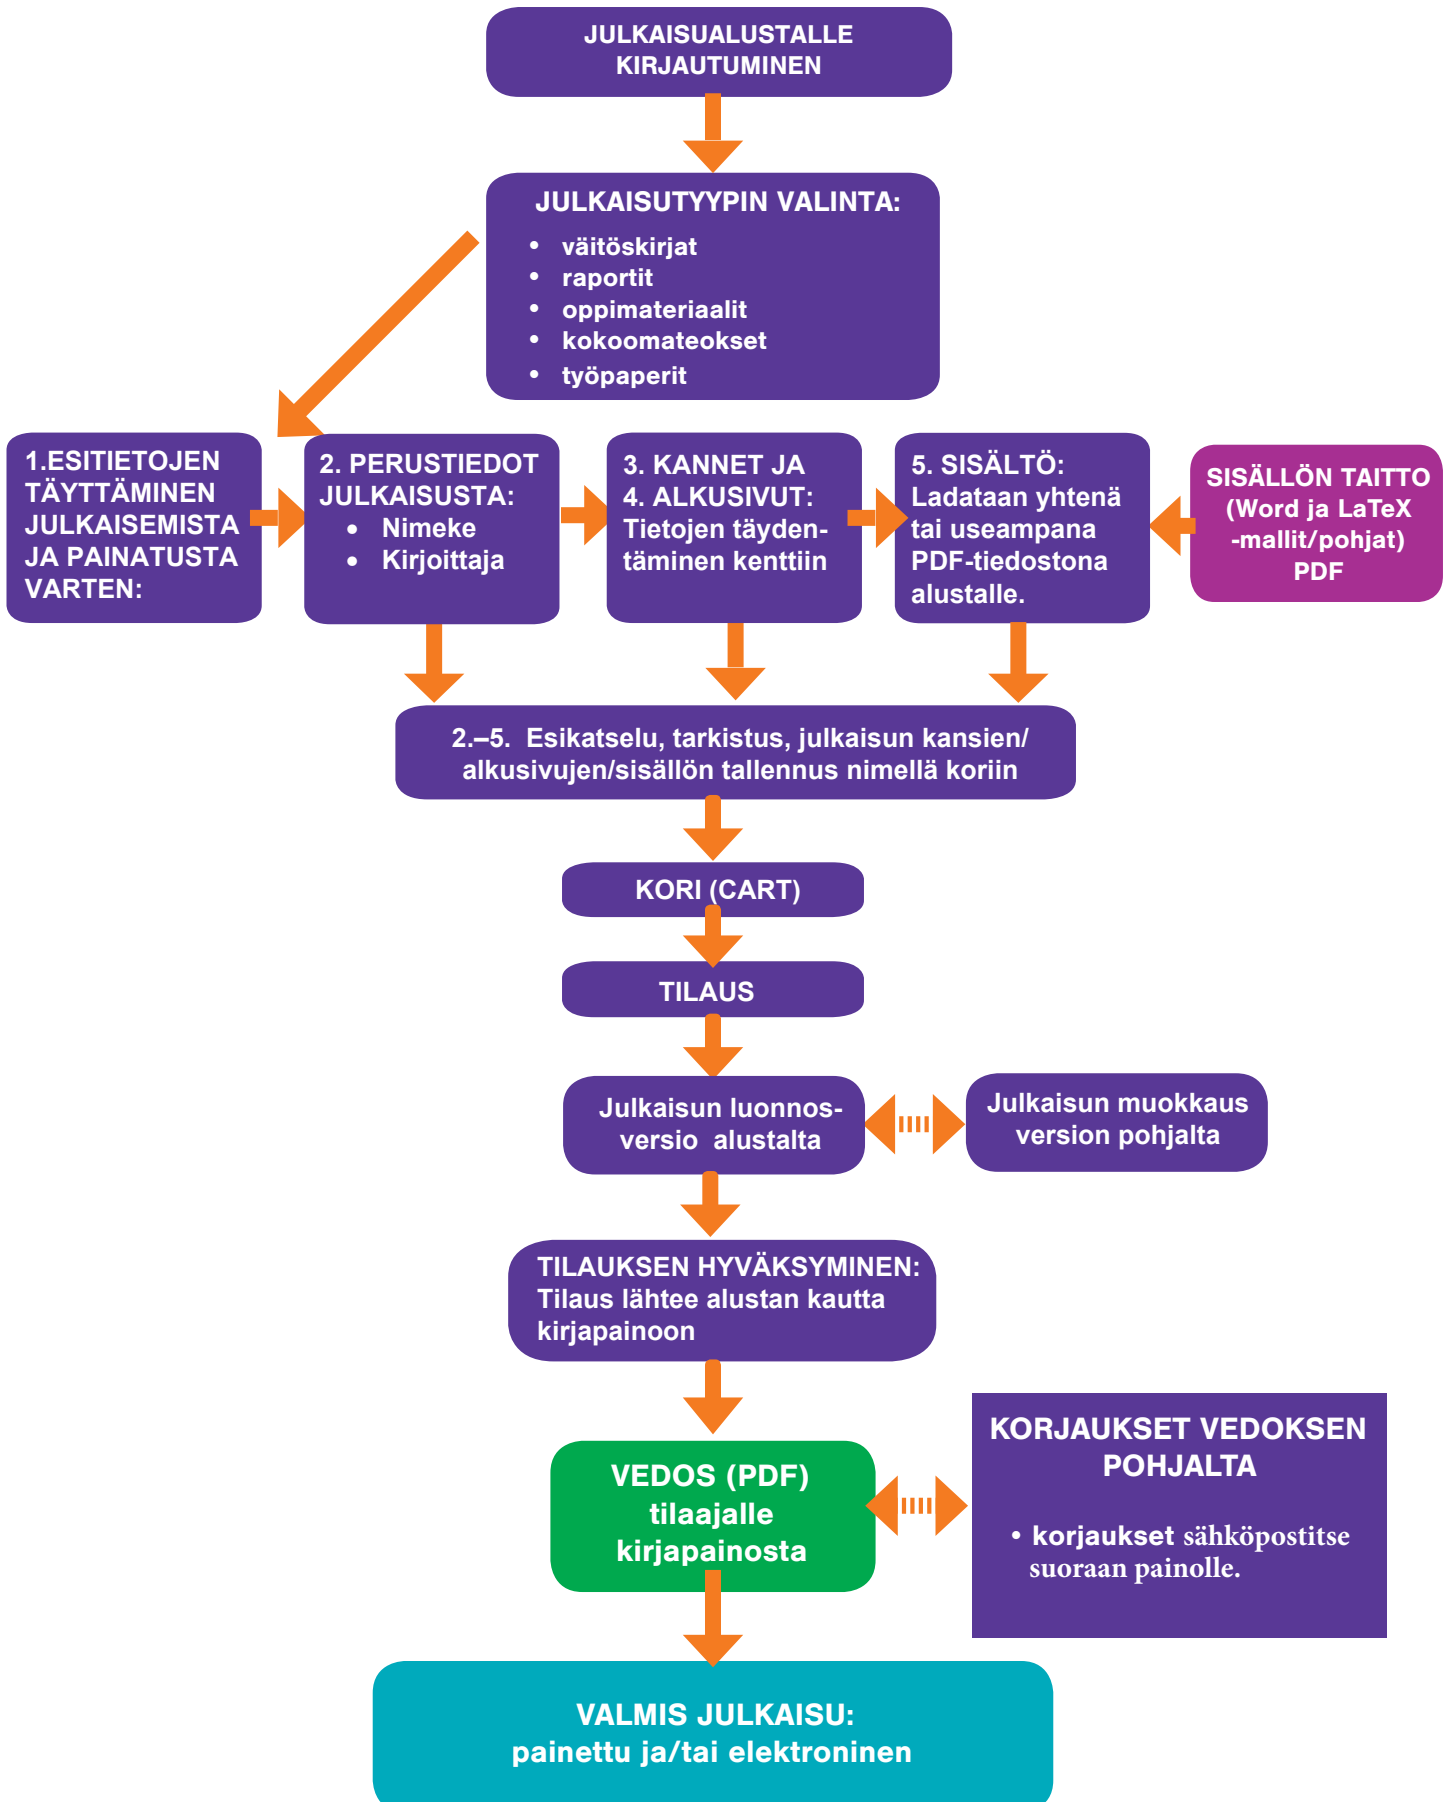 JULKAISUALUSTALLE
KIRJAUTUMINEN
JULKAISUTYYPIN VALINTA:
• väitöskirjat
• raportit
• oppimateriaalit
• kokoomateokset
• työpaperit
1.ESITIETOJEN
TÄYTTÄMINEN
JULKAISEMISTA
JA PAINATUSTA
VARTEN:
2. PERUSTIEDOT
JULKAISUSTA:
• Nimeke
• Kirjoittaja
3. KANNET JA
4. ALKUSIVUT:
Tietojen täyden-
täminen kenttiin
5. SISÄLTÖ:
Ladataan yhtenä
tai useampana
PDF-tiedostona
alustalle.
SISÄLLÖN TAITTO
(Word ja LaTeX
-mallit/pohjat)
PDF
2.–5. Esikatselu, tarkistus, julkaisun kansien/
alkusivujen/sisällön tallennus nimellä koriin
KORI (CART)
TILAUS
Julkaisun luonnos-
versio alustalta
Julkaisun muokkaus
version pohjalta
TILAUKSEN HYVÄKSYMINEN:
Tilaus lähtee alustan kautta
kirjapainoon
VEDOS (PDF)
tilaajalle
kirjapainosta
KORJAUKSET VEDOKSEN
POHJALTA
• korjaukset sähköpostitse
suoraan painolle.
VALMIS JULKAISU:
painettu ja/tai elektroninen